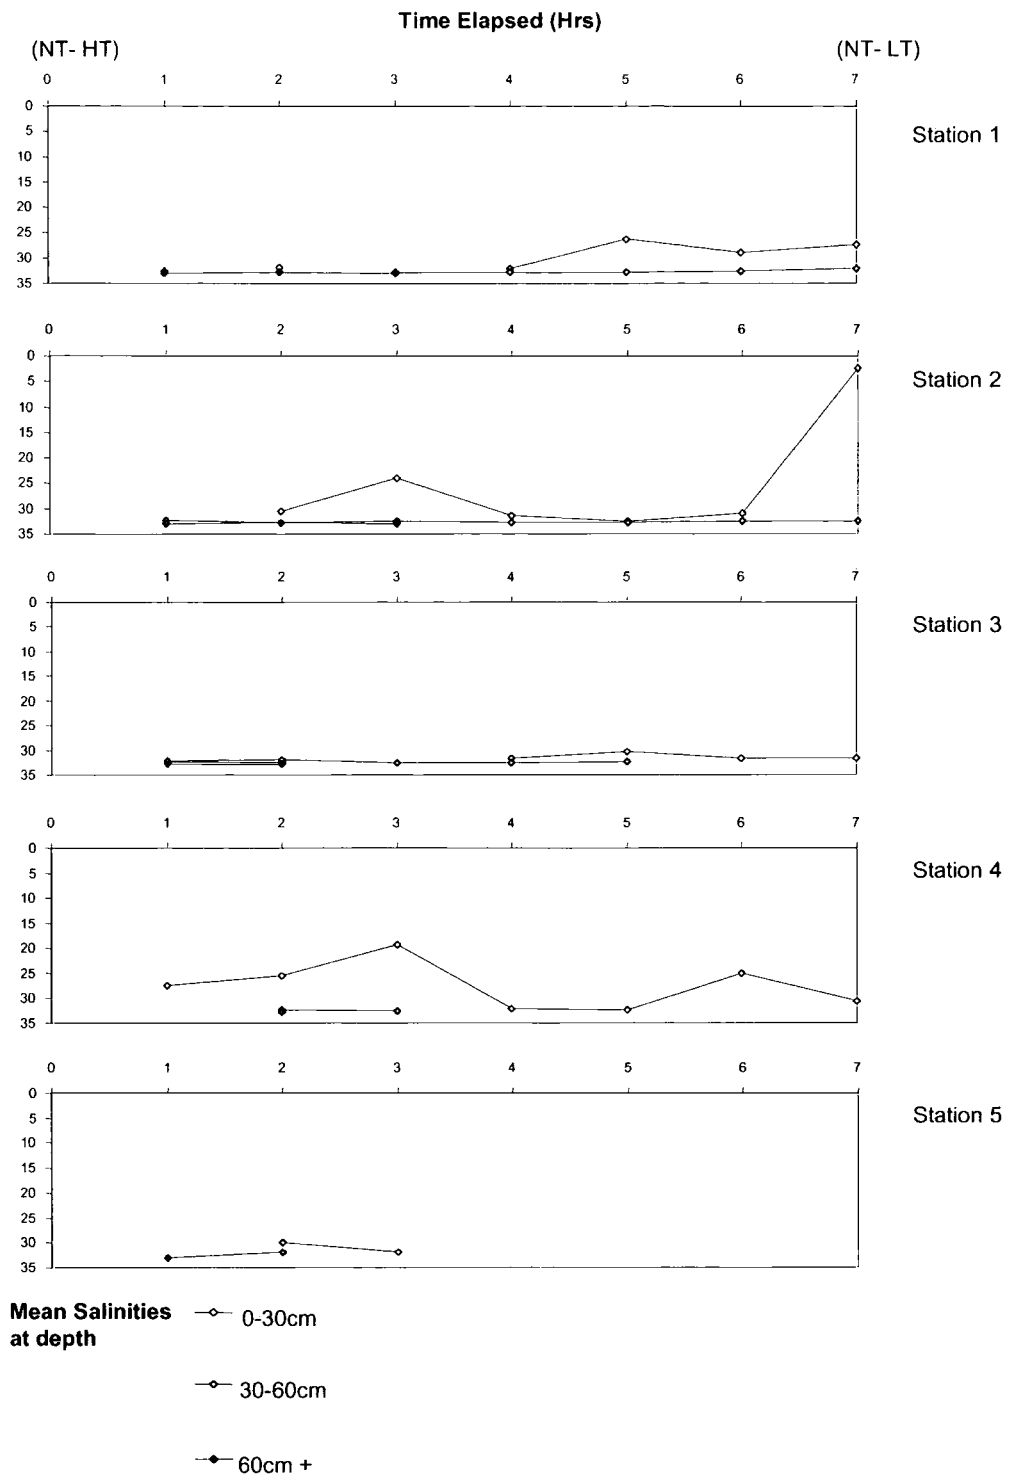 Time Elapsed (Hrs)
(NT- HT) (NT- LT)
0 1 2 3 4 5 6 7
0
5
10
15
20
25
30
35
Station 1
0 1 2 3 4 5 6 7
0
5
10
15
20
25
30
35
Station 2
0 1 2 3 4 5 6 7
0
5
10
15
20
25
30
35
Station 3
0 1 2 3 4 5 6 7
0
5
10
15
20
25
30
35
Station 4
0 1 2 3 4 5 6 7
0
5
10
15
20
25
30
35
Station 5
Mean Salinities
at depth
0-30cm
30-60cm
60cm +